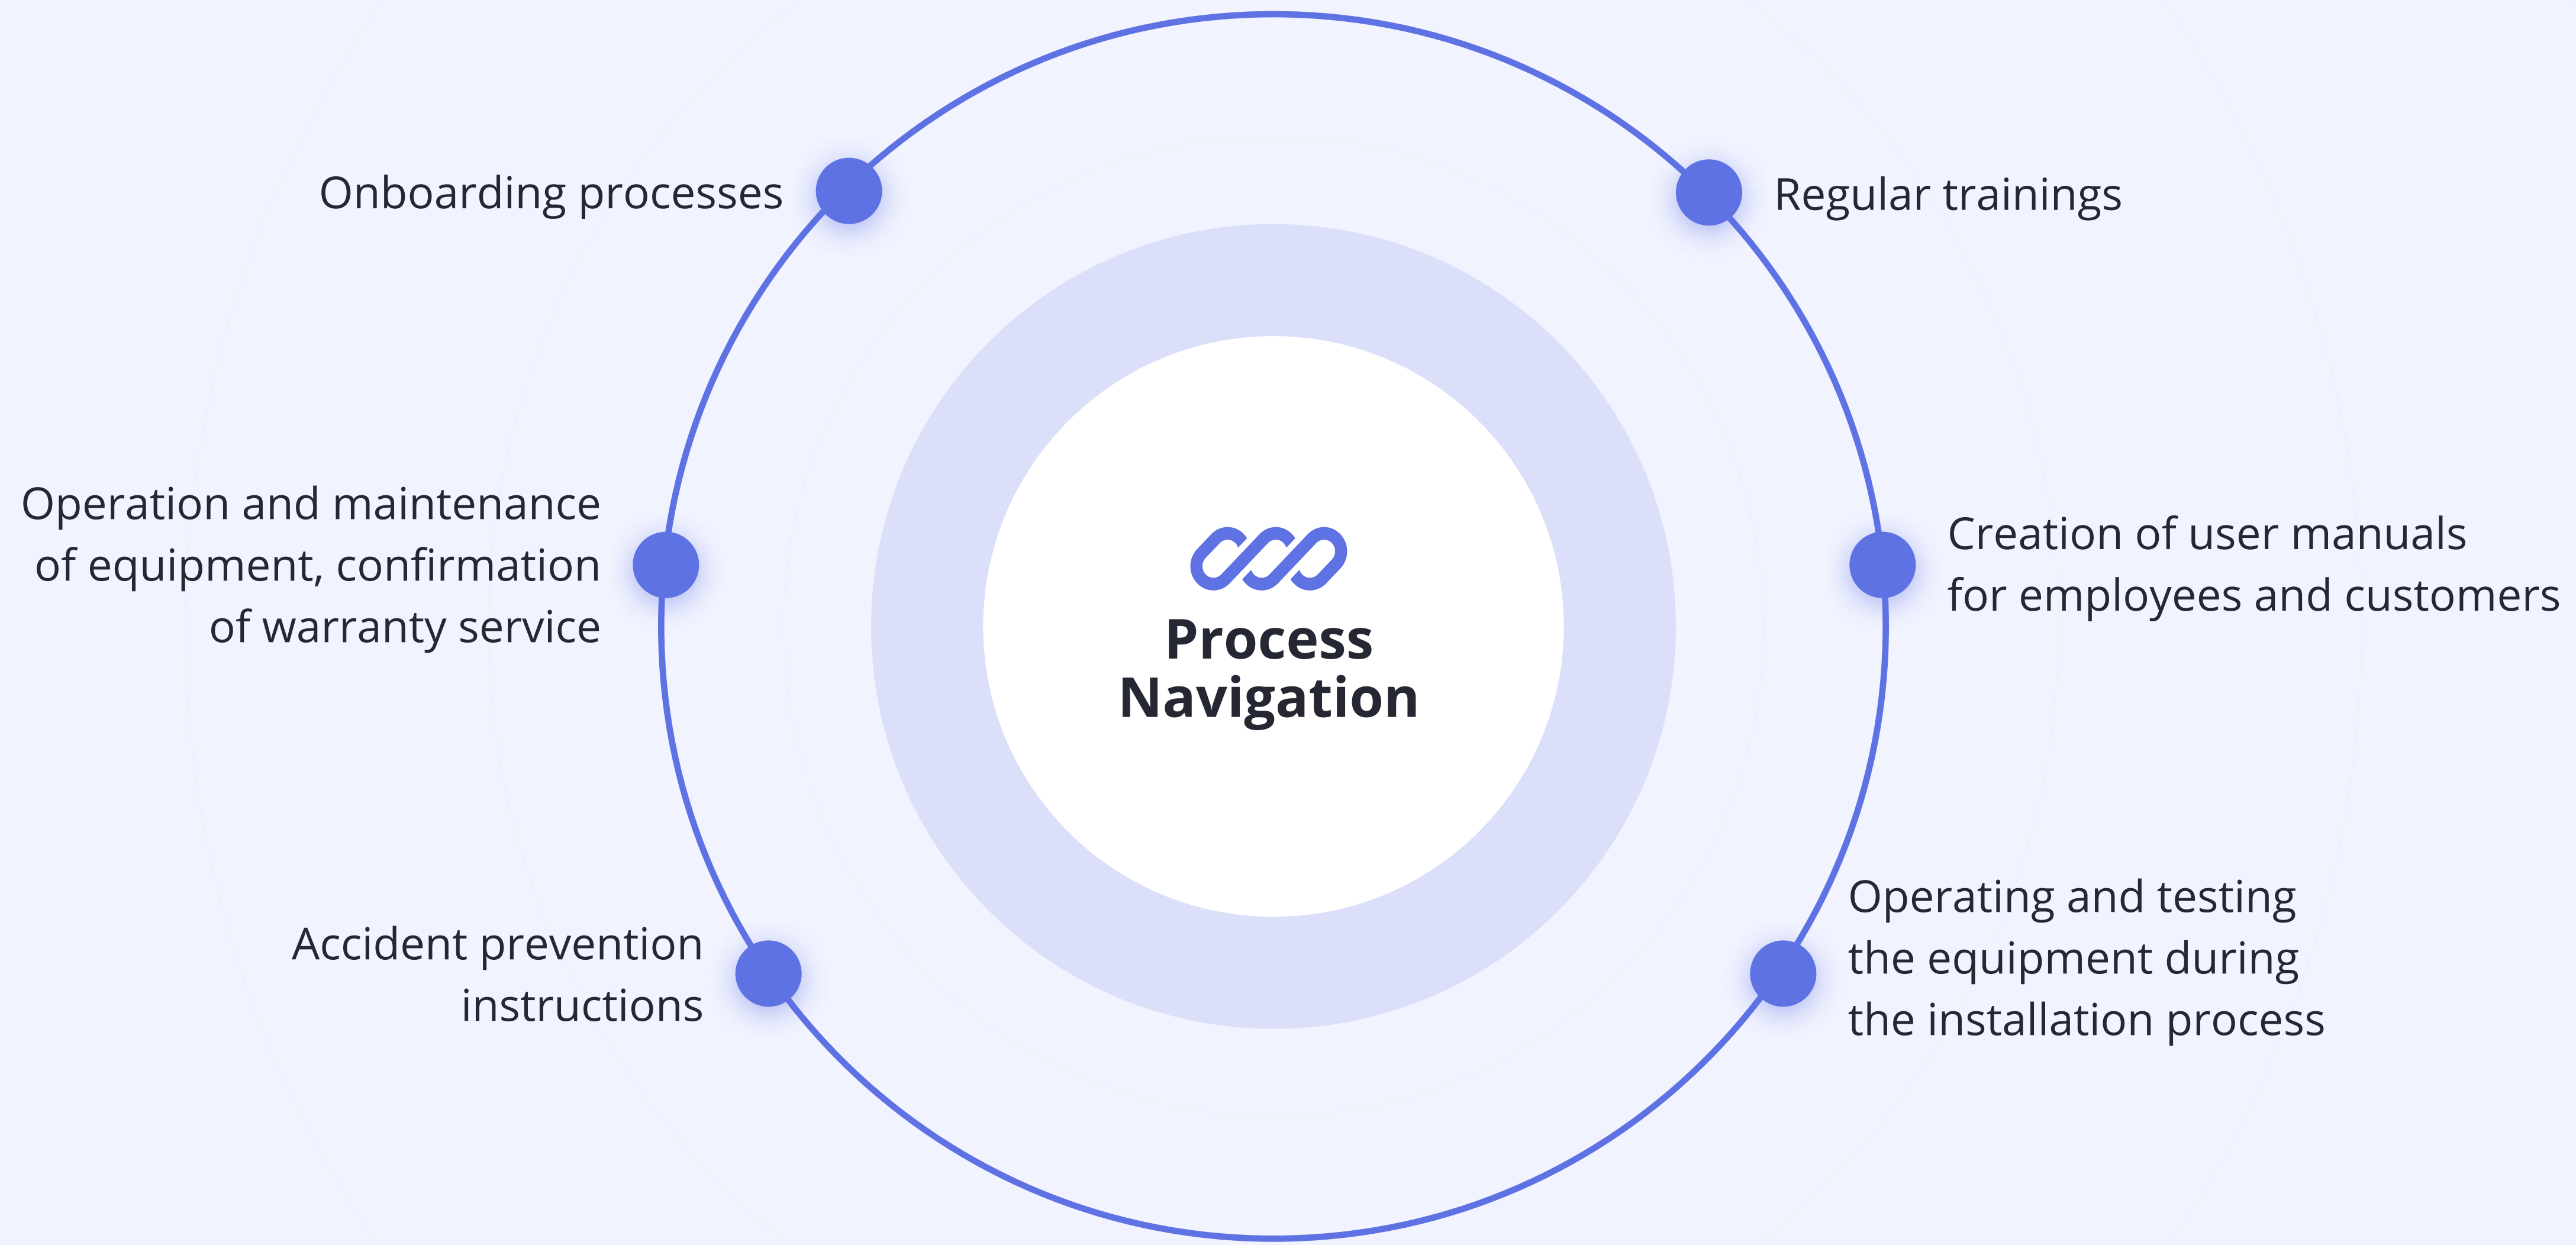 Onboarding processes
Regular trainings
Operation and maintenance
of equipment, confirmation
of warranty service
Creation of user manuals
for employees and customers
Process
Navigation
Accident prevention
instructions
Operating and testing
the equipment during
the installation process